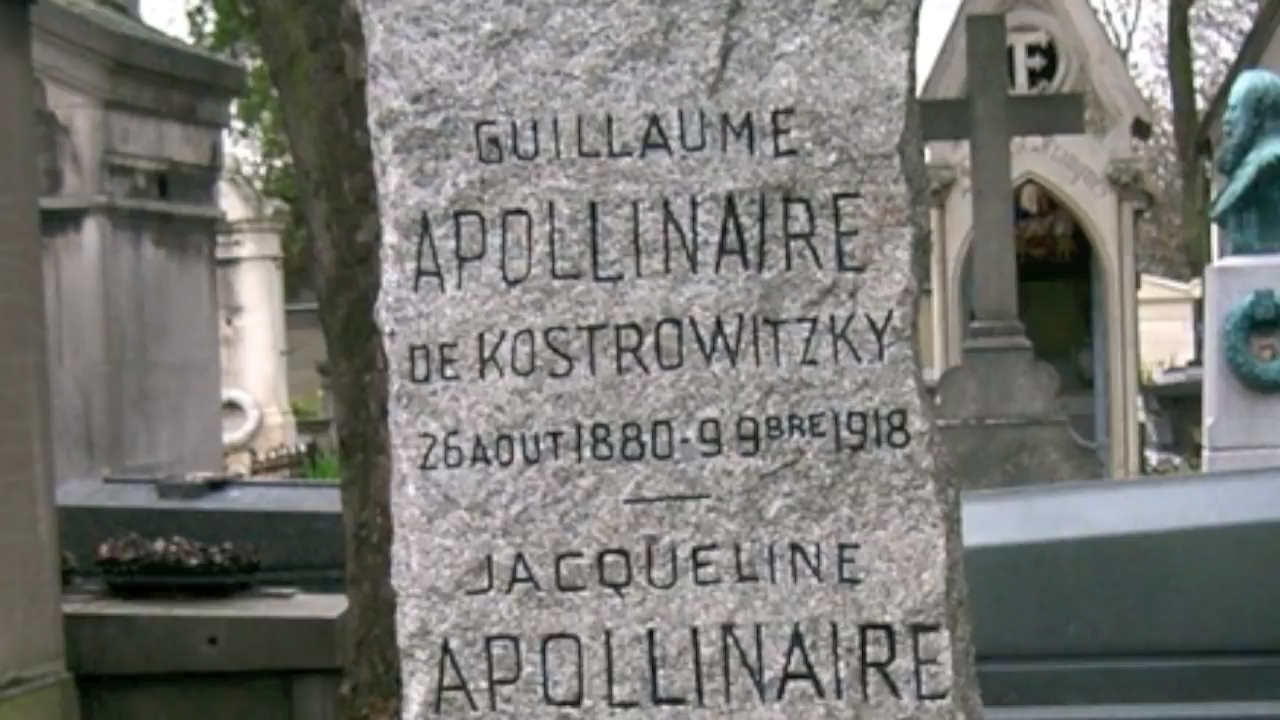 GUILLAUME
APOLLINAIRE
DE KOSTROWITZKY
26 AOUT 1880-9 9BRE 1918
JACQUELINE
APOLLINAIRE
F